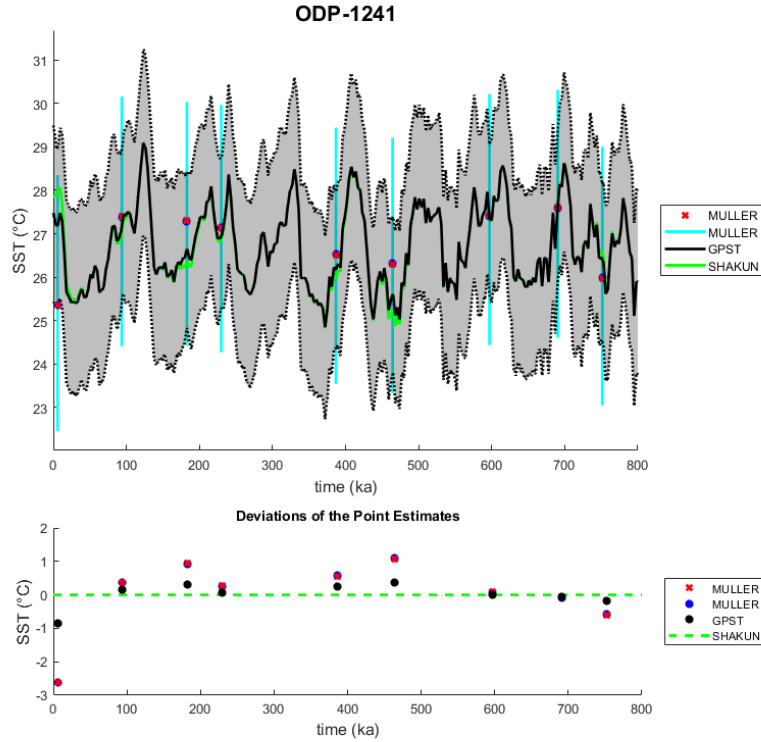 ODP-1241
31
30
29
28
27
26
25
24
23
SST (°C)
0 100 200 300 400 500 600 700 800
time (ka)
MULLER
MULLER
GPST
SHAKUN
Deviations of the Point Estimates
2
1
0
-1
-2
-3
SST (°C)
0 100 200 300 400 500 600 700 800
time (ka)
MULLER
MULLER
GPST
SHAKUN